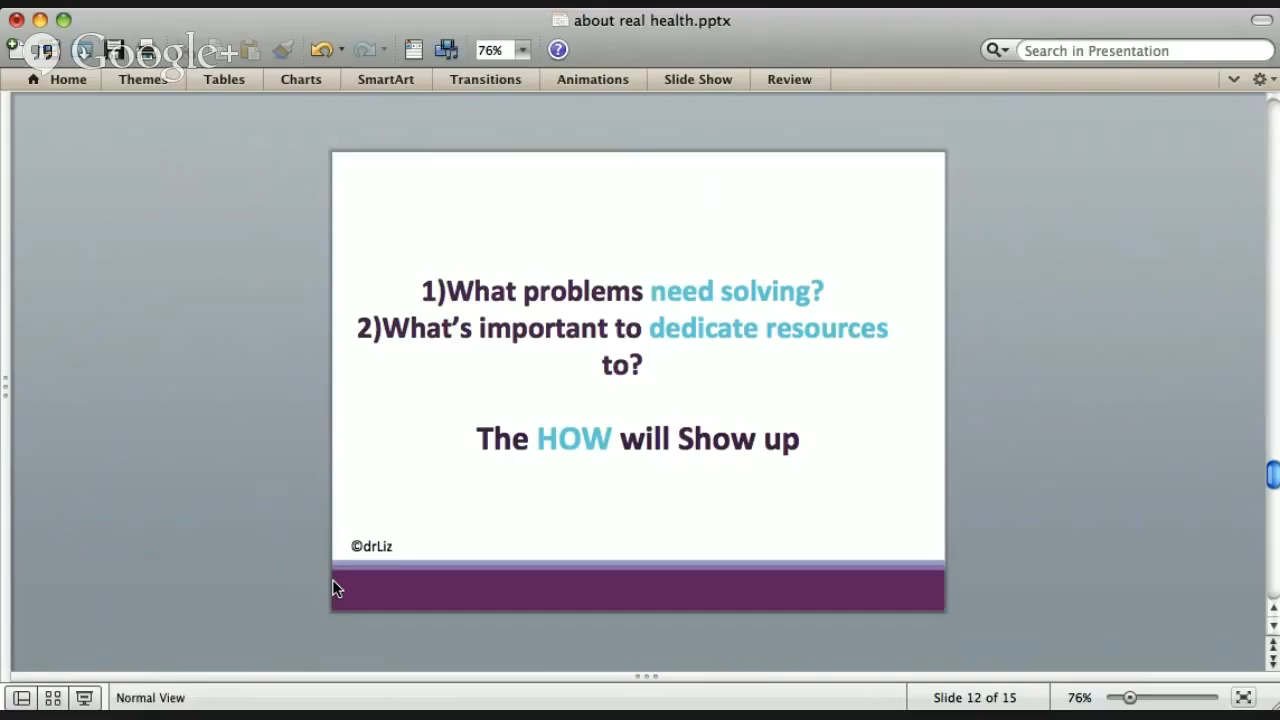 about real health.pptx
Google+
76%
Search in Presentation
Home Themes Tables Charts SmartArt Transitions Animations Slide Show Review
1)What problems need solving?
2)What's important to dedicate resources
to?
The HOW will Show up
©drLiz
Normal View
Slide 12 of 15
76%